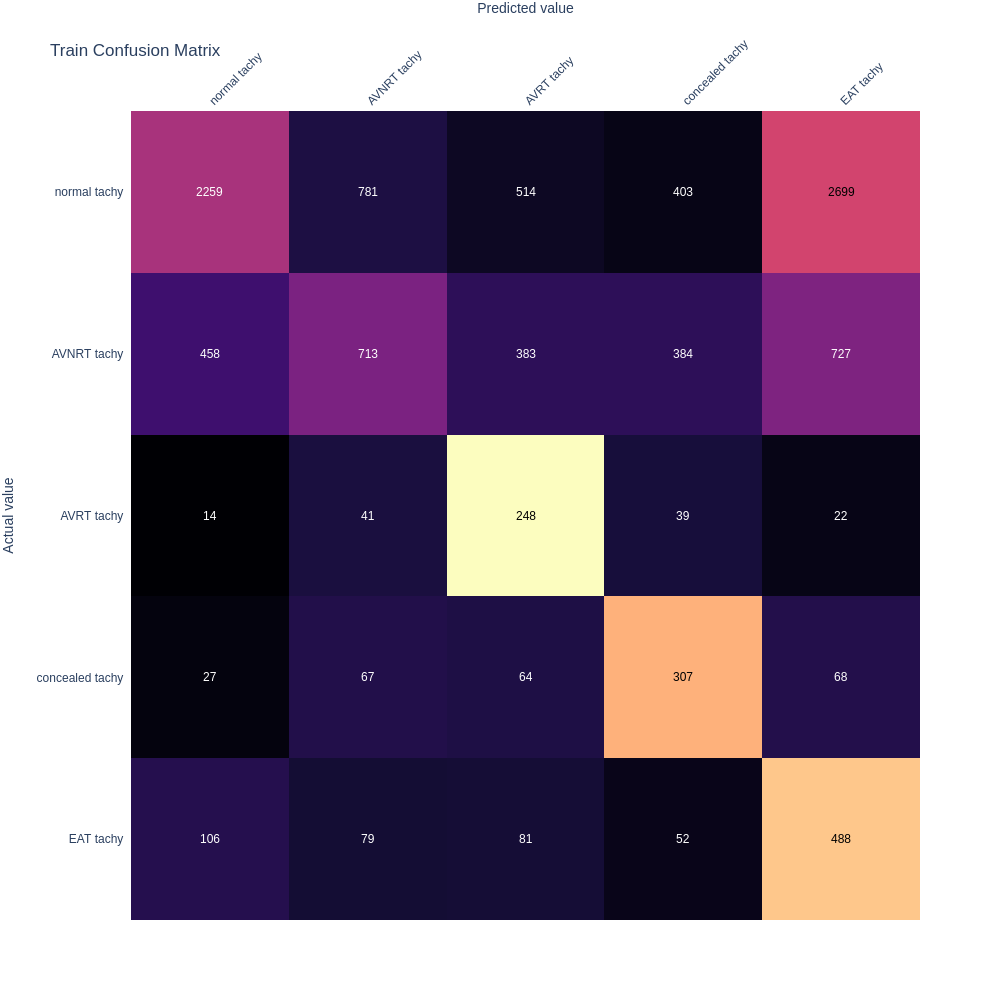 Predicted value
Train Confusion Matrix
normal tachy AVNRT tachy AVRT tachy concealed tachy EAT tachy
normal tachy 2259 781 514 403 2699
AVNRT tachy 458 713 383 384 727
Actual value
AVRT tachy 14 41 248 39 22
concealed tachy 27 67 64 307 68
EAT tachy 106 79 81 52 488